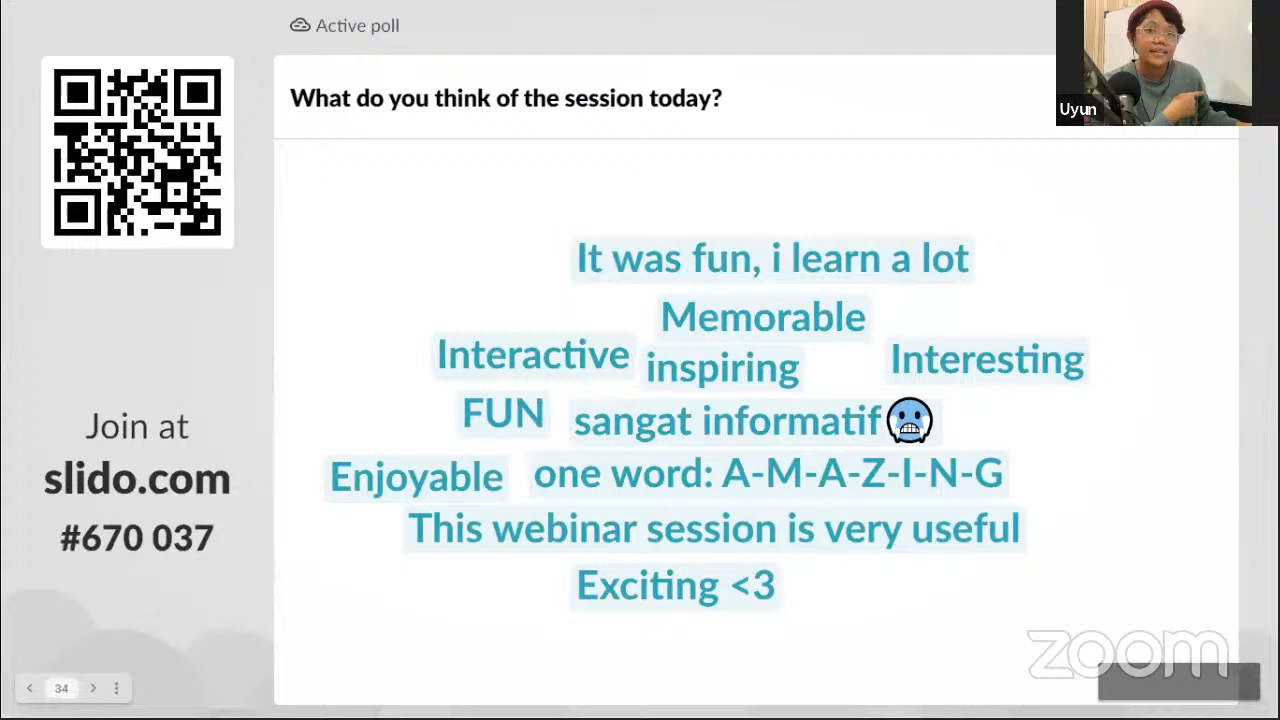 Active poll
Uyun
What do you think of the session today?
It was fun, i learn a lot
Memorable
Interactive
inspiring
Interesting
FUN
sangat informatif🥶
Enjoyable
one word: A-M-A-Z-I-N-G
This webinar session is very useful
Exciting <3
Join at
slido.com
#670 037
34
zoom